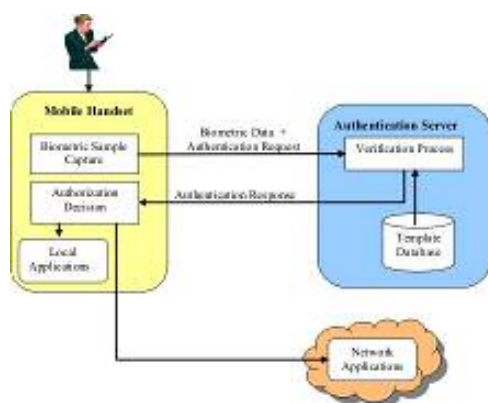 Mobile Handset
Biometric Sample
Capture
Authorization
Decision
Local
Applications
Biometric Data +
Authentication Request
Authentication Response
Authentication Server
Verification Process
Template
Database
Network
Applications